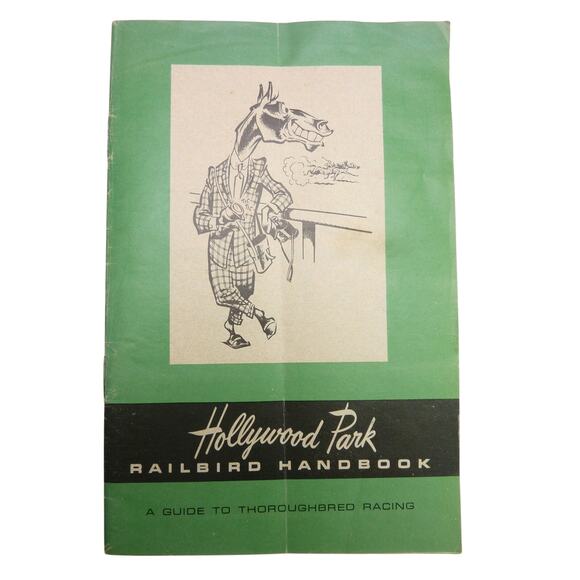 Hollywood Park
RAILBIRD HANDBOOK
A GUIDE TO THOROUGHBRED RACING